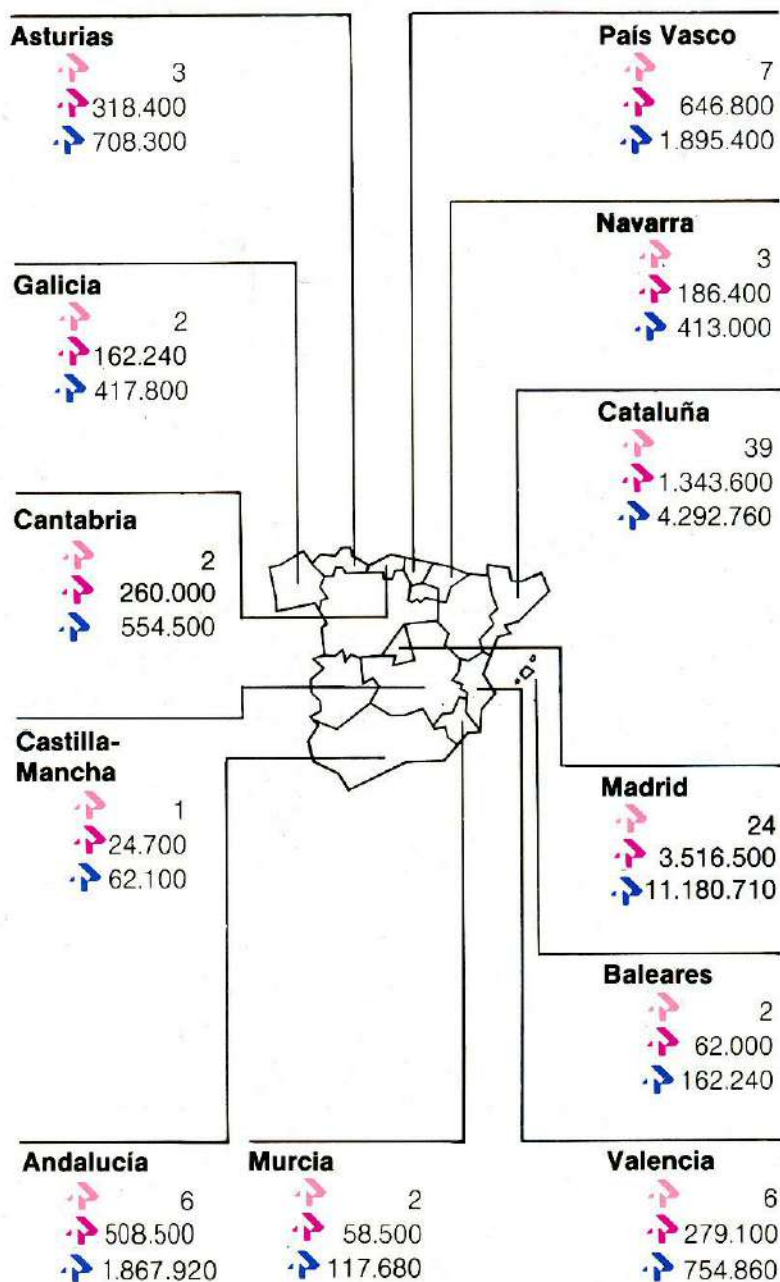 Asturias
3
318.400
708.300
País Vasco
7
646.800
1.895.400
Navarra
3
186.400
413.000
Galicia
2
162.240
417.800
Cataluña
39
1.343.600
4.292.760
Cantabria
2
260.000
554.500
Castilla-
Mancha
1
24.700
62.100
Madrid
24
3.516.500
11.180.710
Baleares
2
62.000
162.240
Andalucía
6
508.500
1.867.920
Murcia
2
58.500
117.680
Valencia
6
279.100
754.860